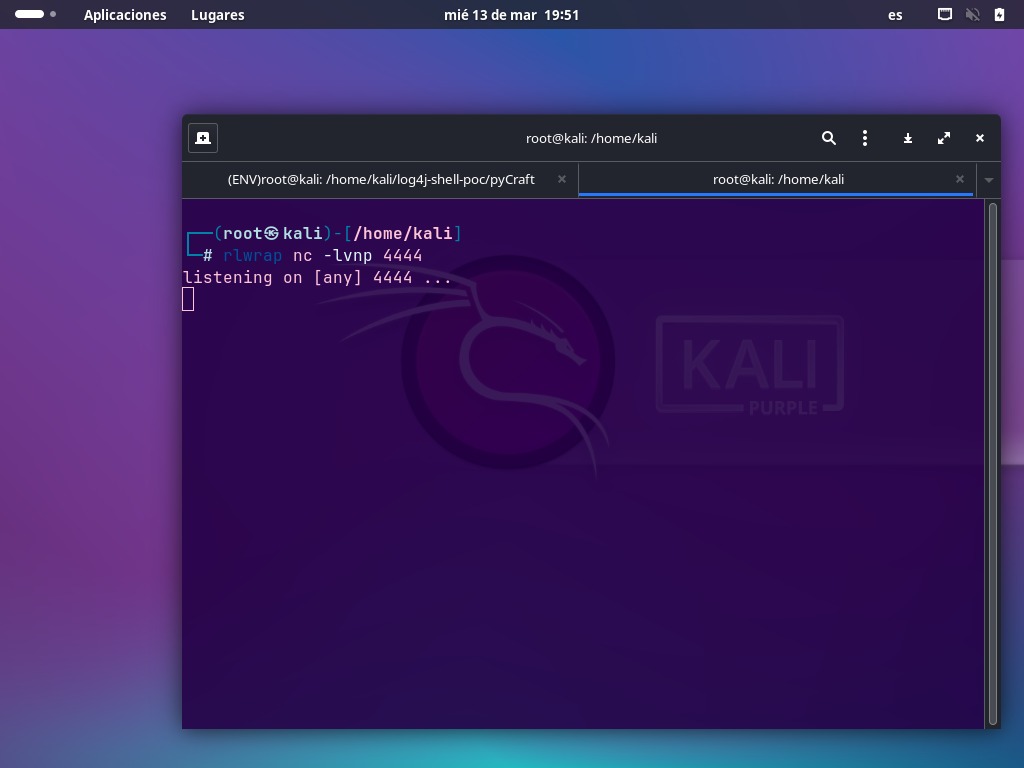 Aplicaciones Lugares mié 13 de mar 19:51 es
root@kali: /home/kali
(ENV)root@kali: /home/kali/log4j-shell-poc/pyCraft root@kali: /home/kali
┌──(root㉿kali)-[/home/kali]
└─# rlwrap nc -lvnp 4444
listening on [any] 4444 ...
KALI
PURPLE